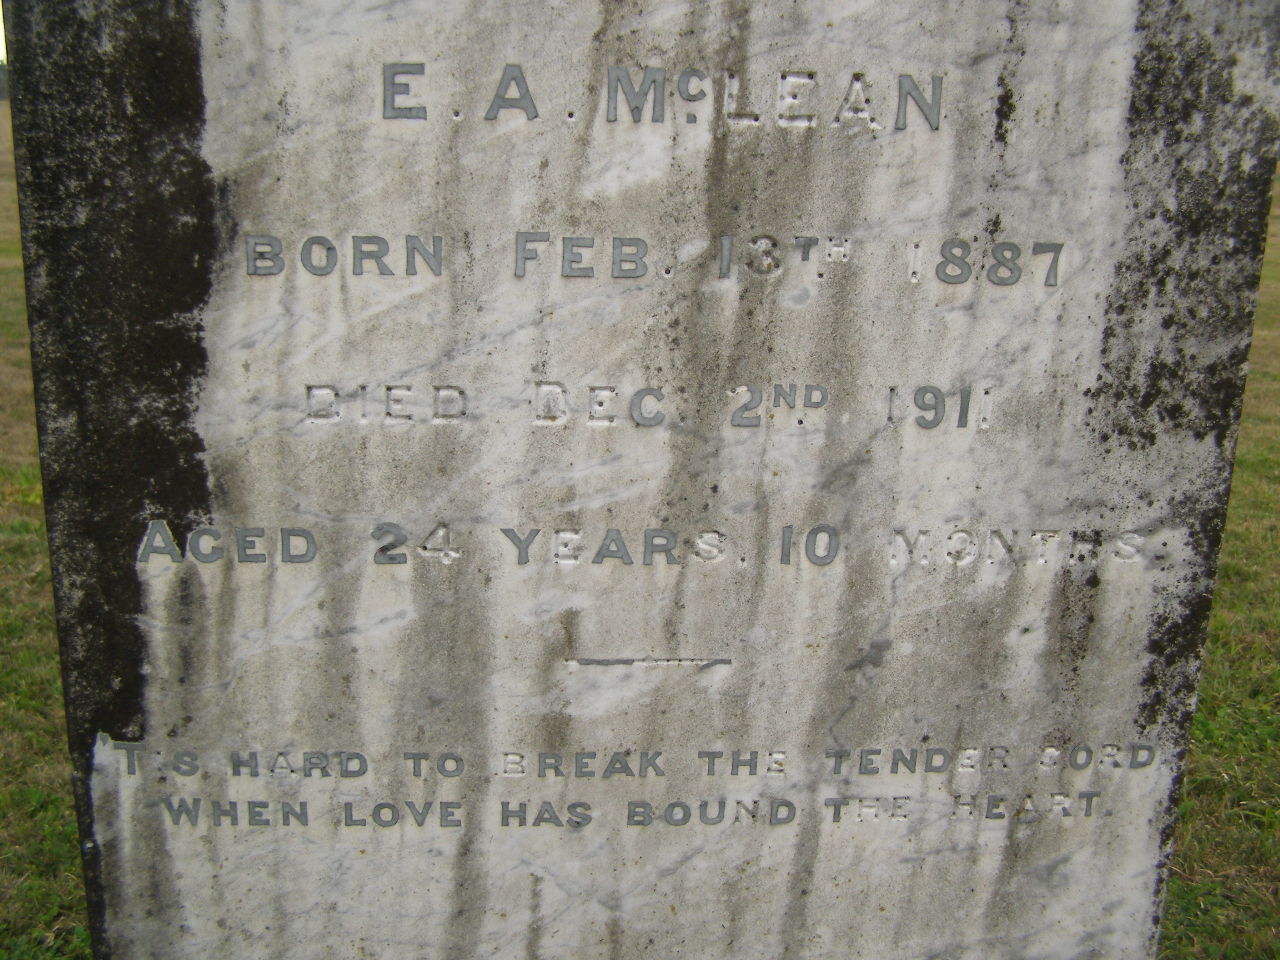 E. A. McLEAN
BORN FEB. 13TH 1887
DIED DEC. 2ND 1911
AGED 24 YEARS. 10 MONTHS.
T'IS HARD TO BREAK THE TENDER CORD
WHEN LOVE HAS BOUND THE HEART.